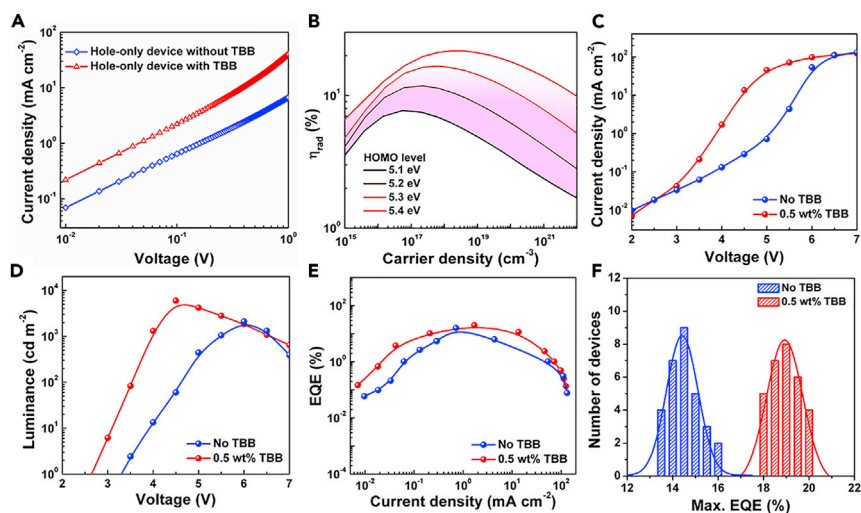 A
Current density (mA cm⁻²)
10²
10¹
10⁰
10⁻¹
Hole-only device without TBB
Hole-only device with TBB
10⁻²
10⁻¹
10⁰
Voltage (V)
B
ηrad (%)
10¹
10⁰
HOMO level
5.1 eV
5.2 eV
5.3 eV
5.4 eV
10¹⁵
10¹⁷
10¹⁹
10²¹
Carrier density (cm⁻³)
C
Current density (mA cm⁻²)
10²
10¹
10⁰
10⁻¹
10⁻²
No TBB
0.5 wt% TBB
2 3 4 5 6 7
Voltage (V)
D
Luminance (cd m⁻²)
10⁴
10³
10²
10¹
10⁰
No TBB
0.5 wt% TBB
2 3 4 5 6 7
Voltage (V)
E
EQE (%)
10²
10⁰
10⁻²
10⁻⁴
No TBB
0.5 wt% TBB
10⁻²
10⁻¹
10⁰
10¹
10²
Current density (mA cm⁻²)
F
Number of devices
12
10
8
6
4
2
0
No TBB
0.5 wt% TBB
12 14 16 18 20 22
Max. EQE (%)